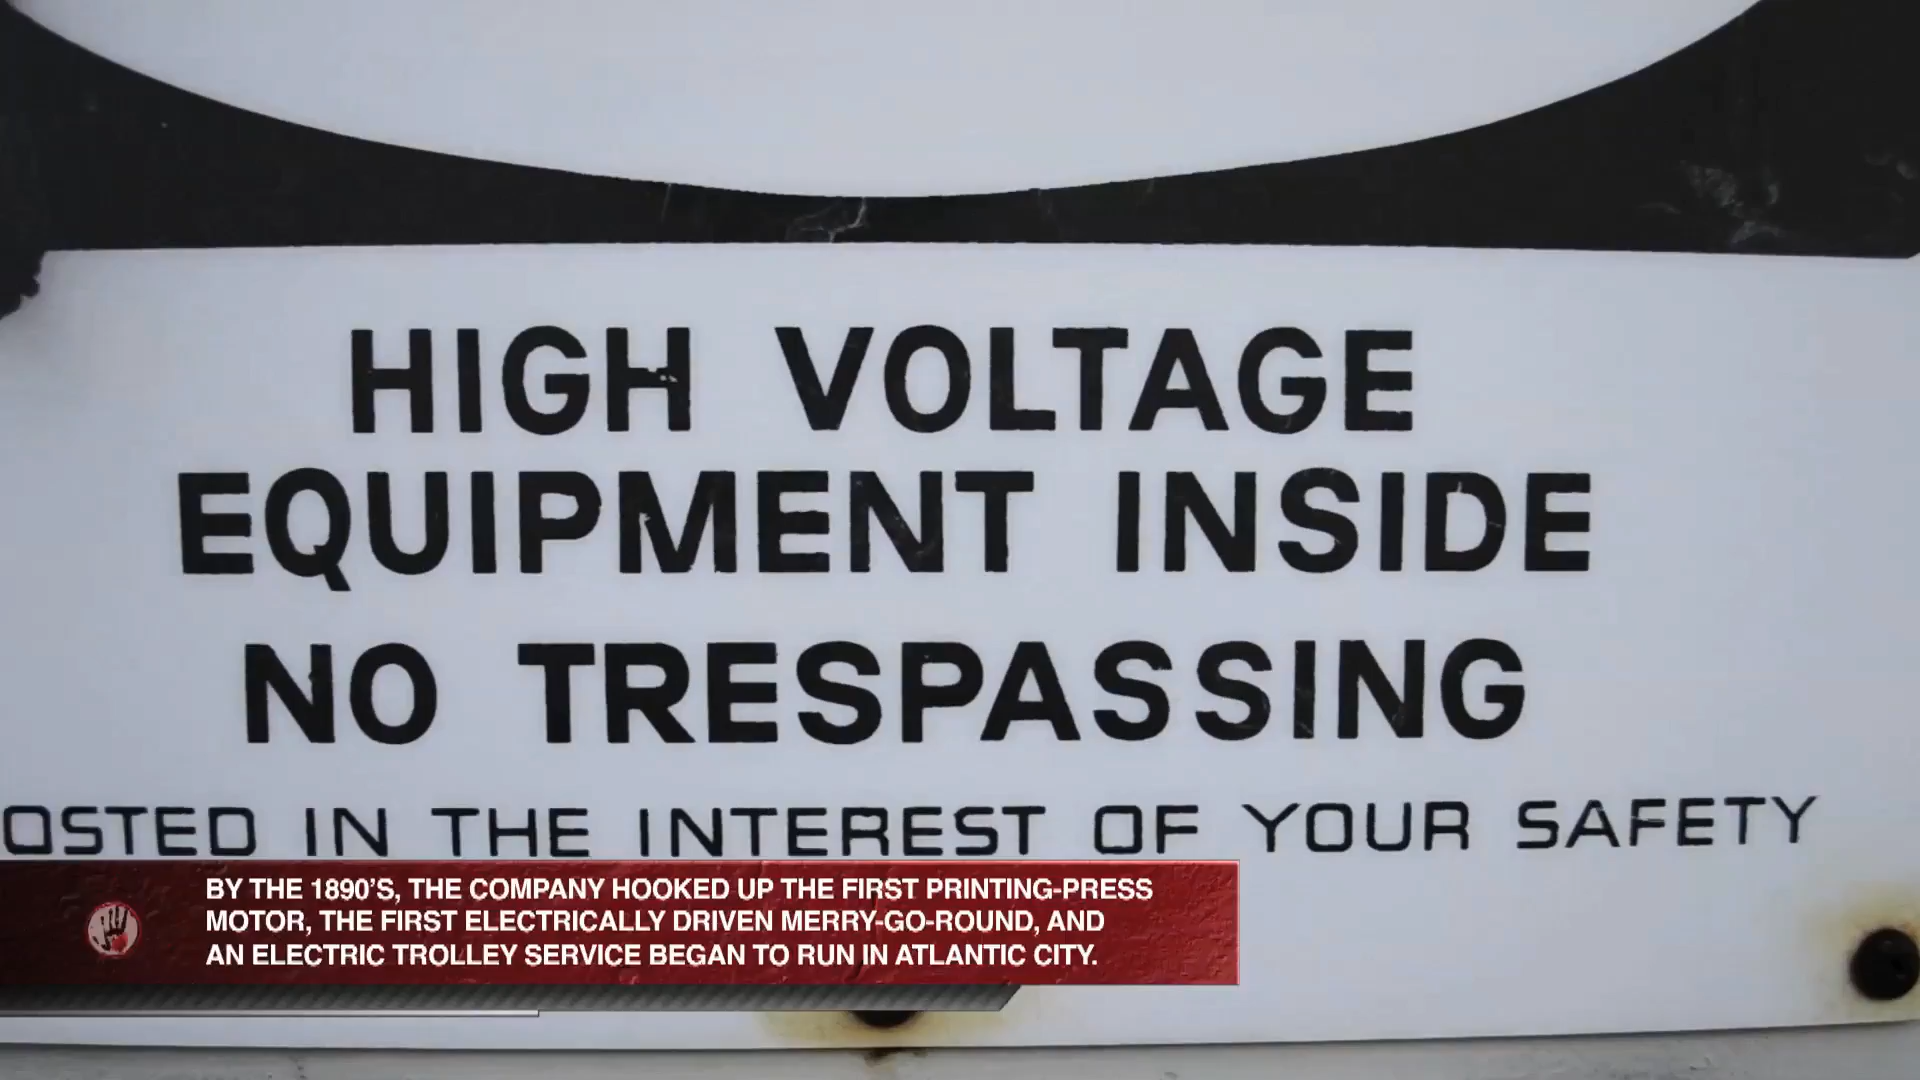 HIGH VOLTAGE
EQUIPMENT INSIDE
NO TRESPASSING
OSTED IN THE INTEREST OF YOUR SAFETY
BY THE 1890'S, THE COMPANY HOOKED UP THE FIRST PRINTING-PRESS
MOTOR, THE FIRST ELECTRICALLY DRIVEN MERRY-GO-ROUND, AND
AN ELECTRIC TROLLEY SERVICE BEGAN TO RUN IN ATLANTIC CITY.